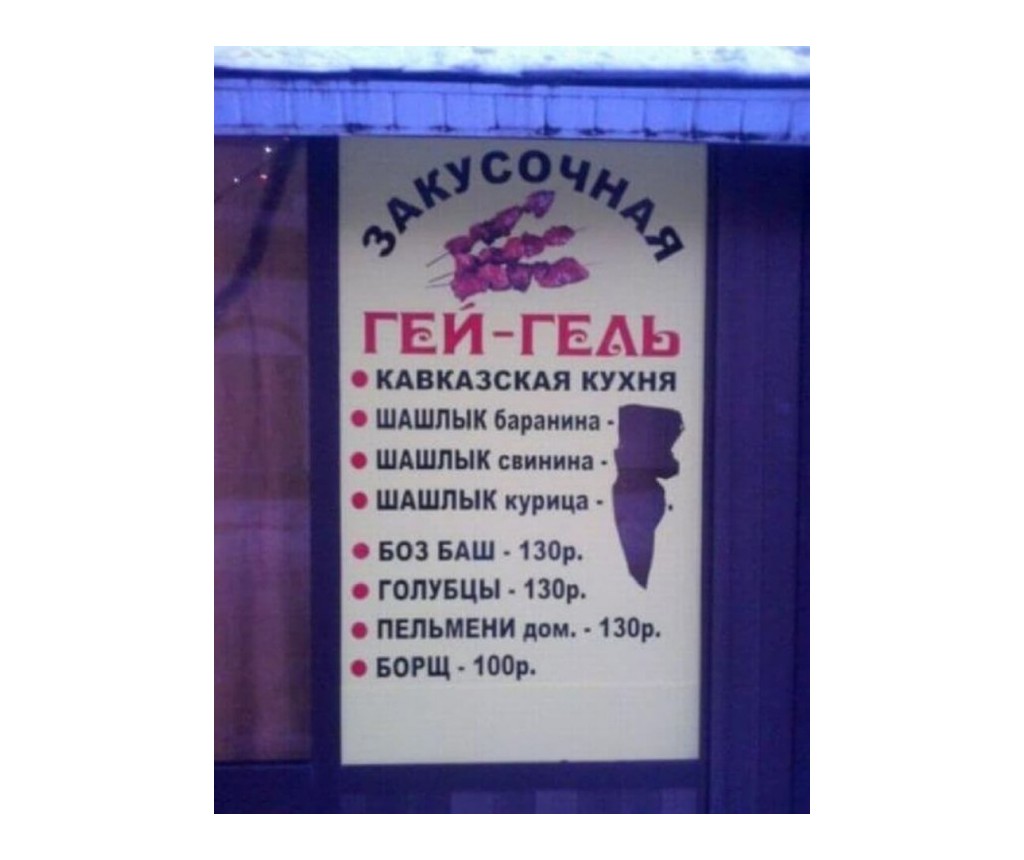 ЗАКУСОЧНАЯ
ГЕЙ-ГЕЛЬ
• КАВКАЗСКАЯ КУХНЯ
• ШАШЛЫК баранина -
• ШАШЛЫК свинина -
• ШАШЛЫК курица - .
• БОЗ БАШ - 130р.
• ГОЛУБЦЫ - 130р.
• ПЕЛЬМЕНИ дом. - 130р.
• БОРЩ - 100р.